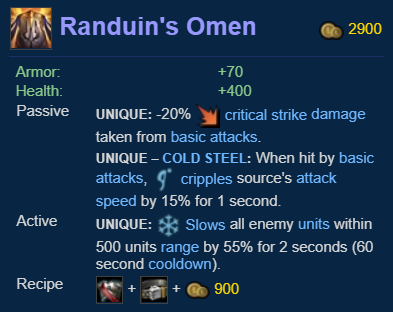 Randuin's Omen 2900
Armor: +70
Health: +400
Passive UNIQUE: -20% critical strike damage
taken from basic attacks.
UNIQUE – COLD STEEL: When hit by basic
attacks, cripples source's attack
speed by 15% for 1 second.
Active UNIQUE: Slows all enemy units within
500 units range by 55% for 2 seconds (60
second cooldown).
Recipe + + 900